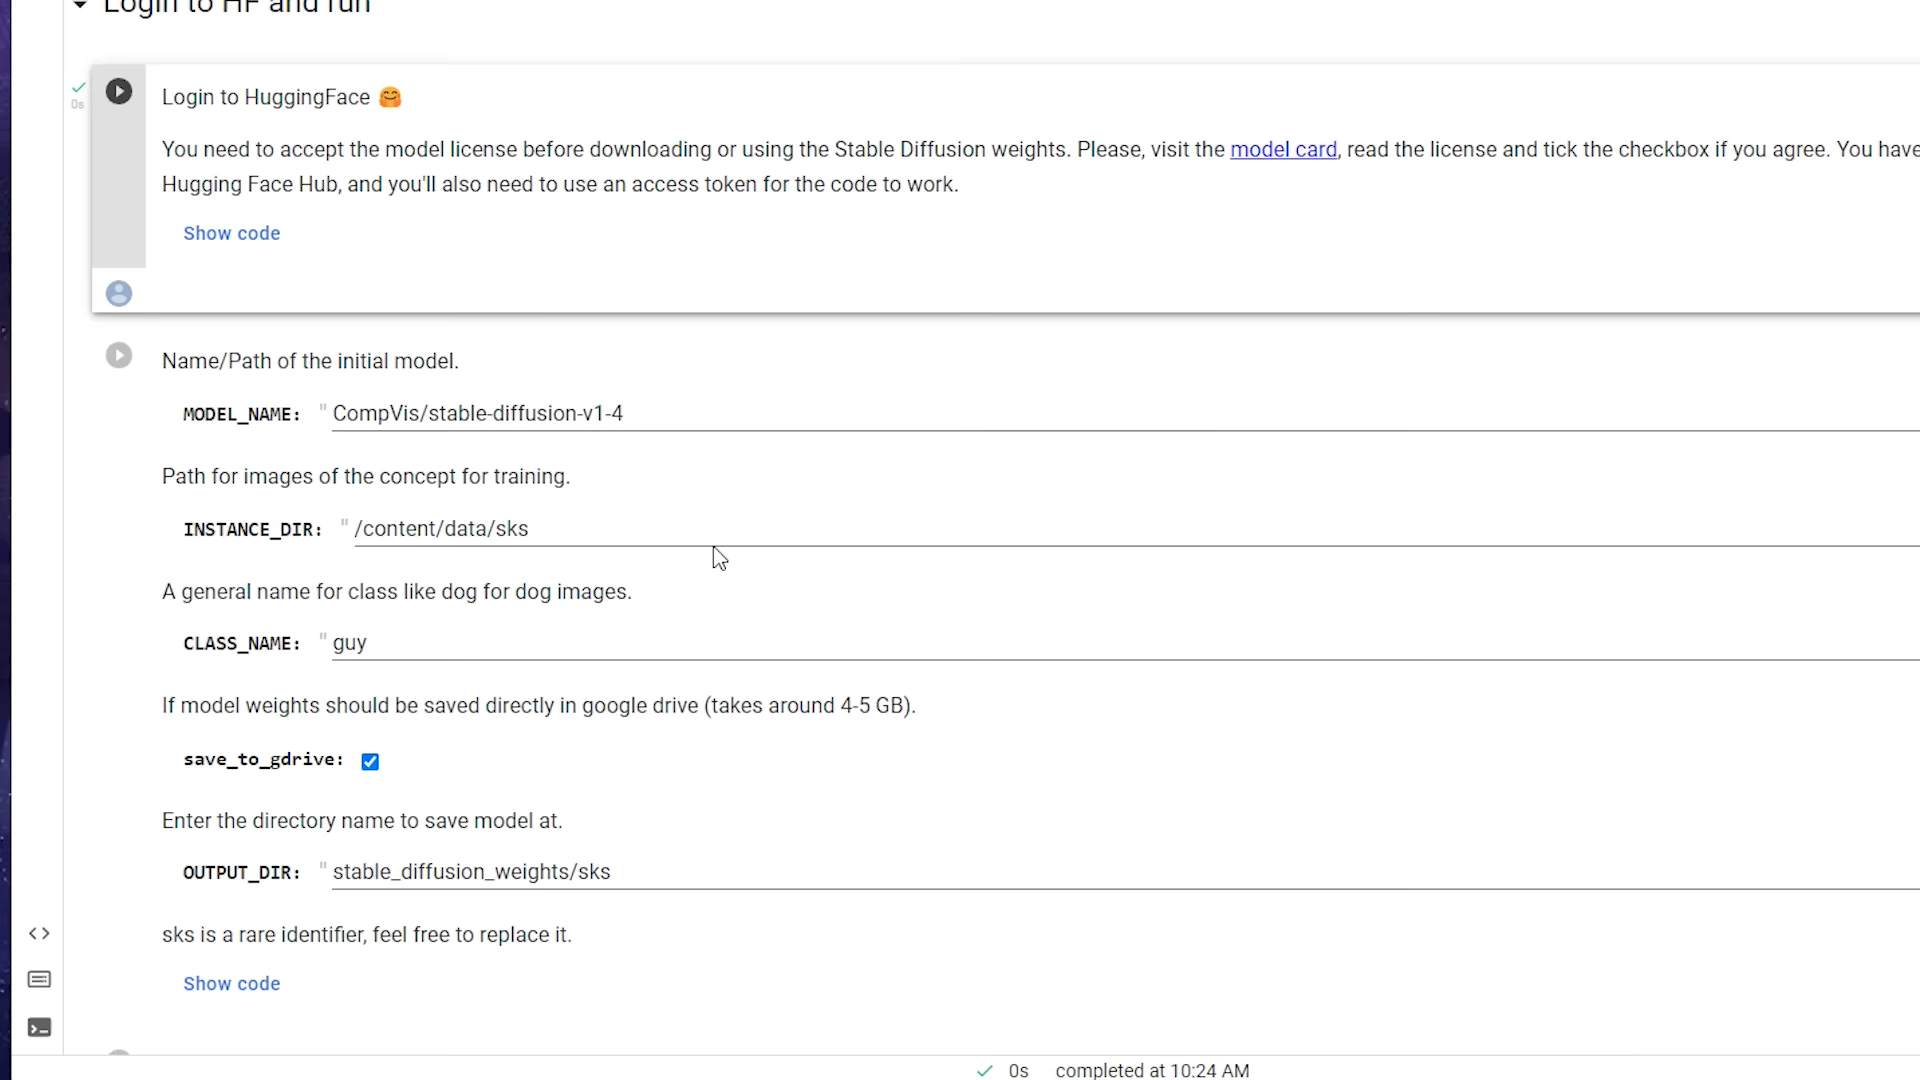 Login to HF and run
0s
Login to HuggingFace 🤗
You need to accept the model license before downloading or using the Stable Diffusion weights. Please, visit the model card, read the license and tick the checkbox if you agree. You have
Hugging Face Hub, and you'll also need to use an access token for the code to work.
Show code
Name/Path of the initial model.
MODEL_NAME: " CompVis/stable-diffusion-v1-4
Path for images of the concept for training.
INSTANCE_DIR: " /content/data/sks
A general name for class like dog for dog images.
CLASS_NAME: " guy
If model weights should be saved directly in google drive (takes around 4-5 GB).
save_to_gdrive:
Enter the directory name to save model at.
OUTPUT_DIR: " stable_diffusion_weights/sks
sks is a rare identifier, feel free to replace it.
Show code
0s completed at 10:24 AM